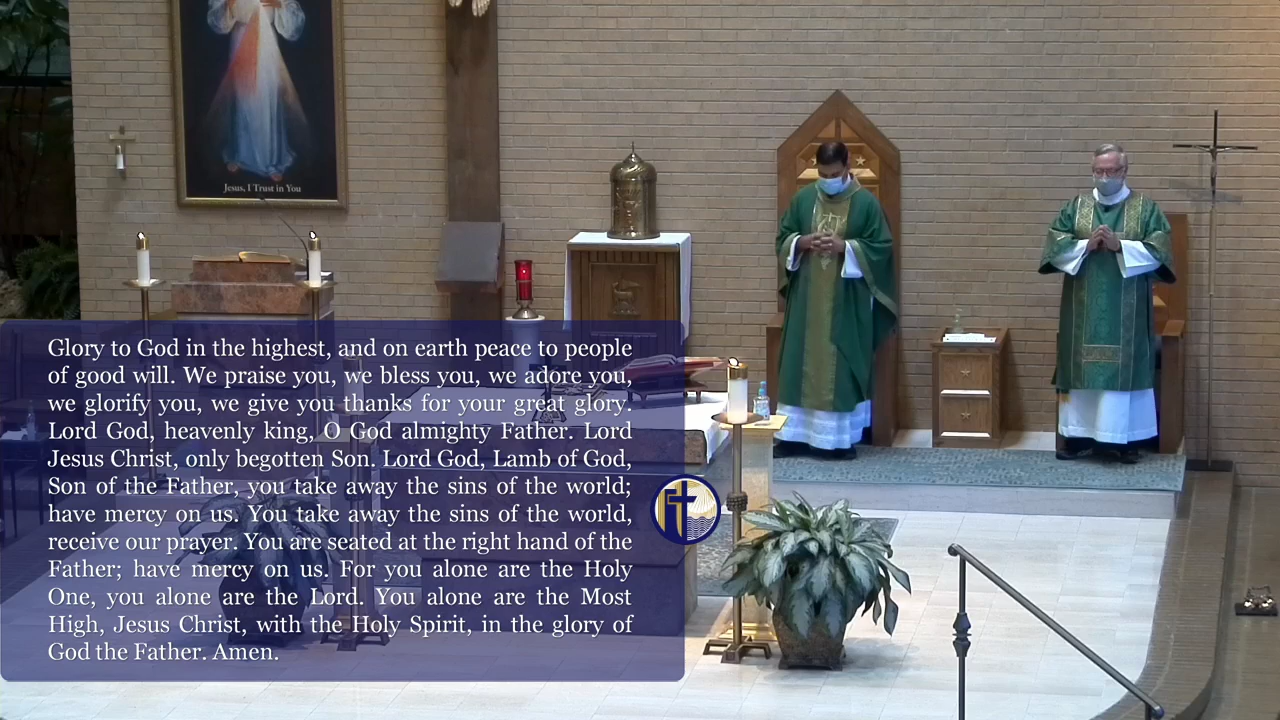 Jesus, I Trust in You
Glory to God in the highest, and on earth peace to people
of good will. We praise you, we bless you, we adore you,
we glorify you, we give you thanks for your great glory.
Lord God, heavenly king, O God almighty Father. Lord
Jesus Christ, only begotten Son. Lord God, Lamb of God,
Son of the Father, you take away the sins of the world;
have mercy on us. You take away the sins of the world,
receive our prayer. You are seated at the right hand of the
Father; have mercy on us. For you alone are the Holy
One, you alone are the Lord. You alone are the Most
High, Jesus Christ, with the Holy Spirit, in the glory of
God the Father. Amen.